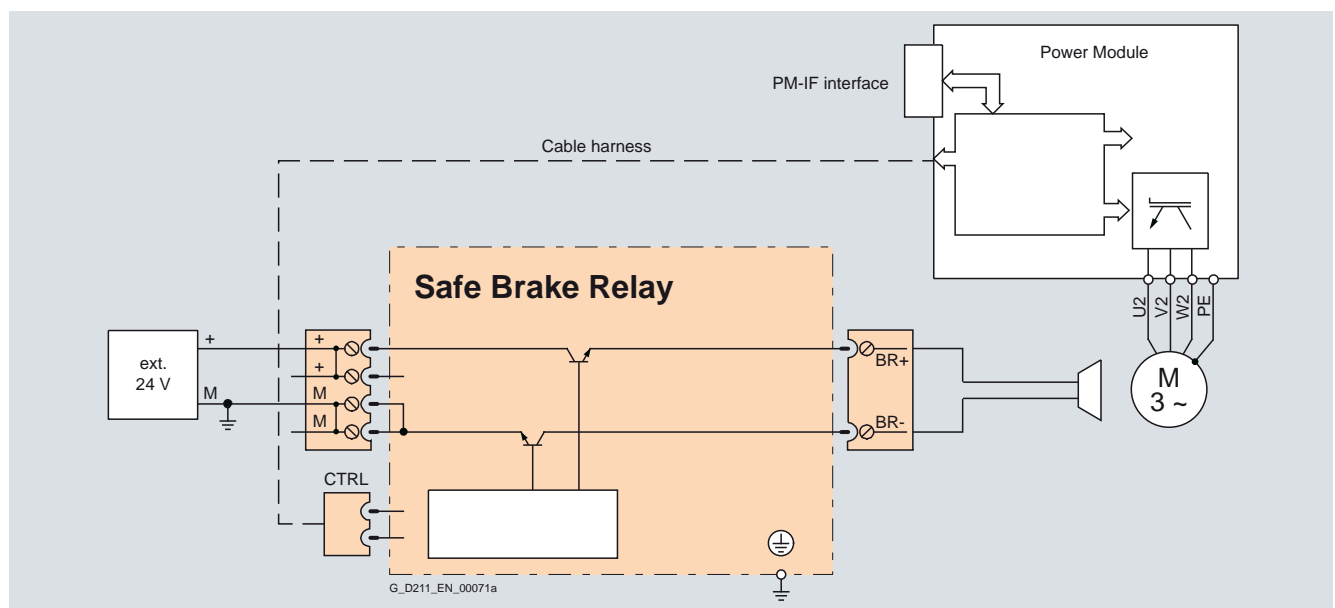 Power Module
PM-IF interface
Cable harness
Safe Brake Relay
U2
V2
W2
PE
ext.
24 V
+
M
+
+
M
M
BR+
BR-
M
3 ~
CTRL
G_D211_EN_00071a